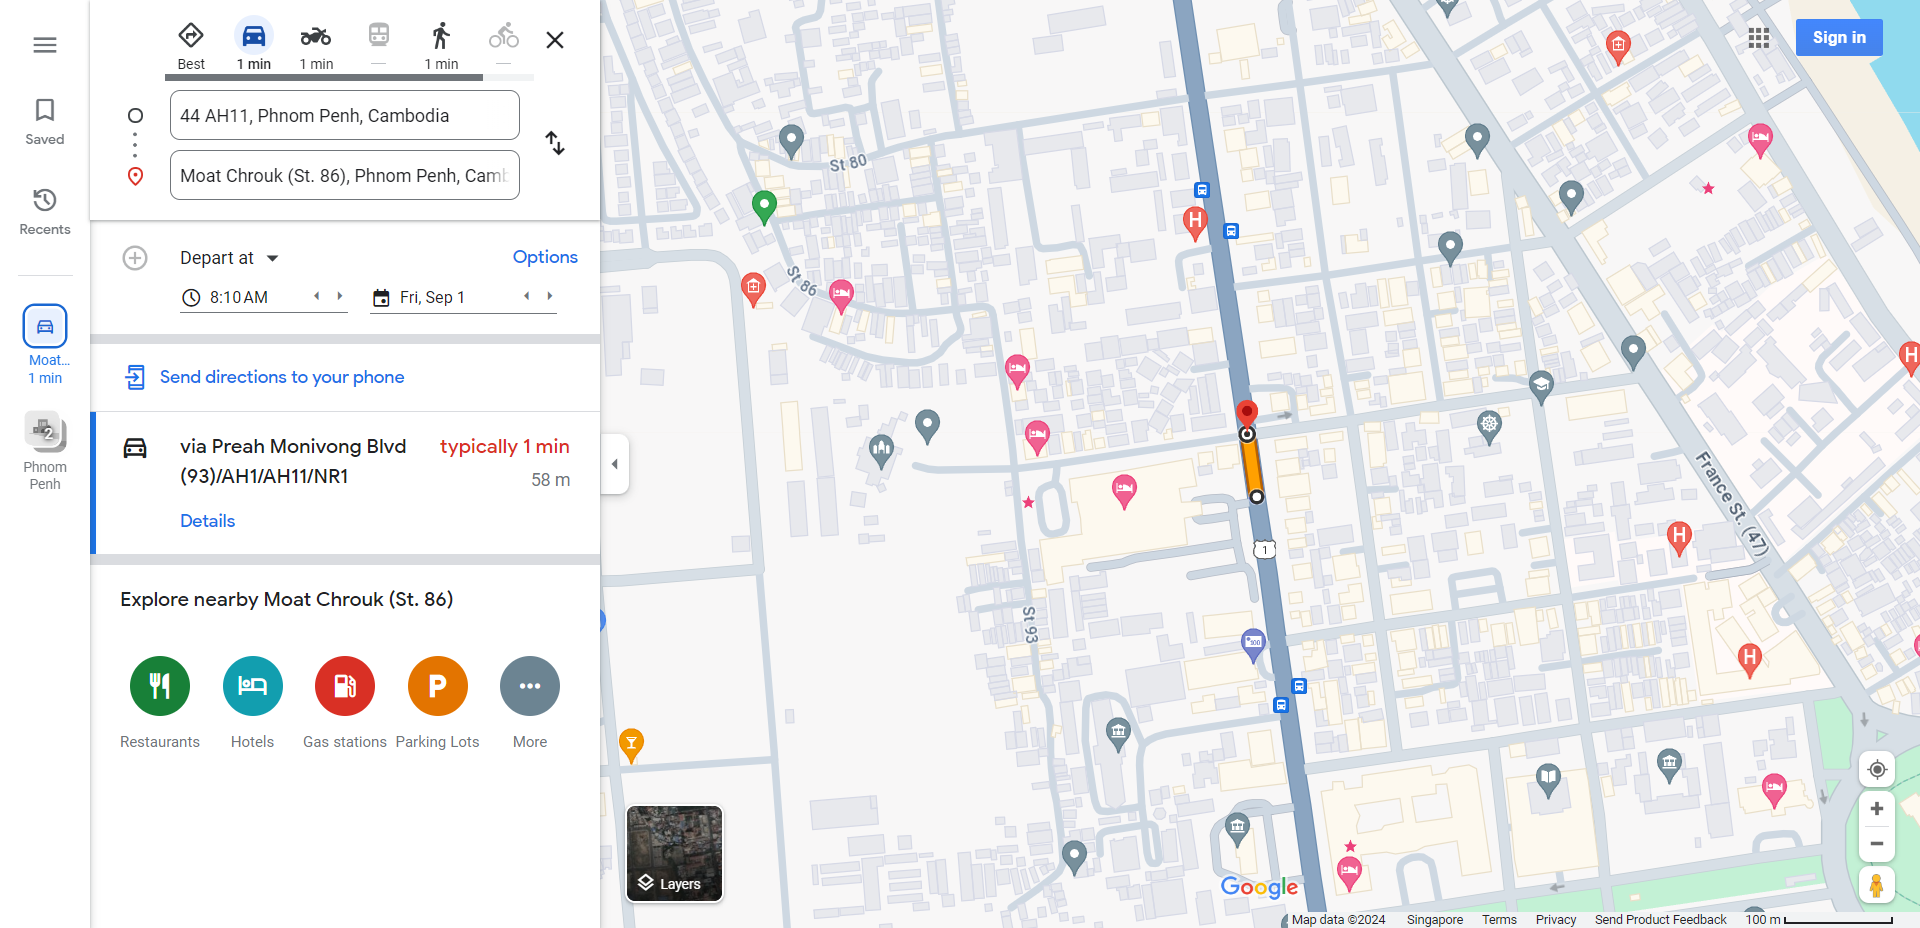 Best
1 min
1 min
—
1 min
—
Sign in
44 AH11, Phnom Penh, Cambodia
Moat Chrouk (St. 86), Phnom Penh, Camb
Saved
Recents
Moat...
1 min
2
Phnom
Penh
Depart at
Options
8:10 AM
Fri, Sep 1
Send directions to your phone
via Preah Monivong Blvd
(93)/AH1/AH11/NR1
typically 1 min
58 m
Details
Explore nearby Moat Chrouk (St. 86)
Restaurants
Hotels
Gas stations
P
Parking Lots
More
St 80
St 86
H
H
France St. (47)
H
1
St 93
H
Layers
Google
Map data ©2024
Singapore
Terms
Privacy
Send Product Feedback
100 m